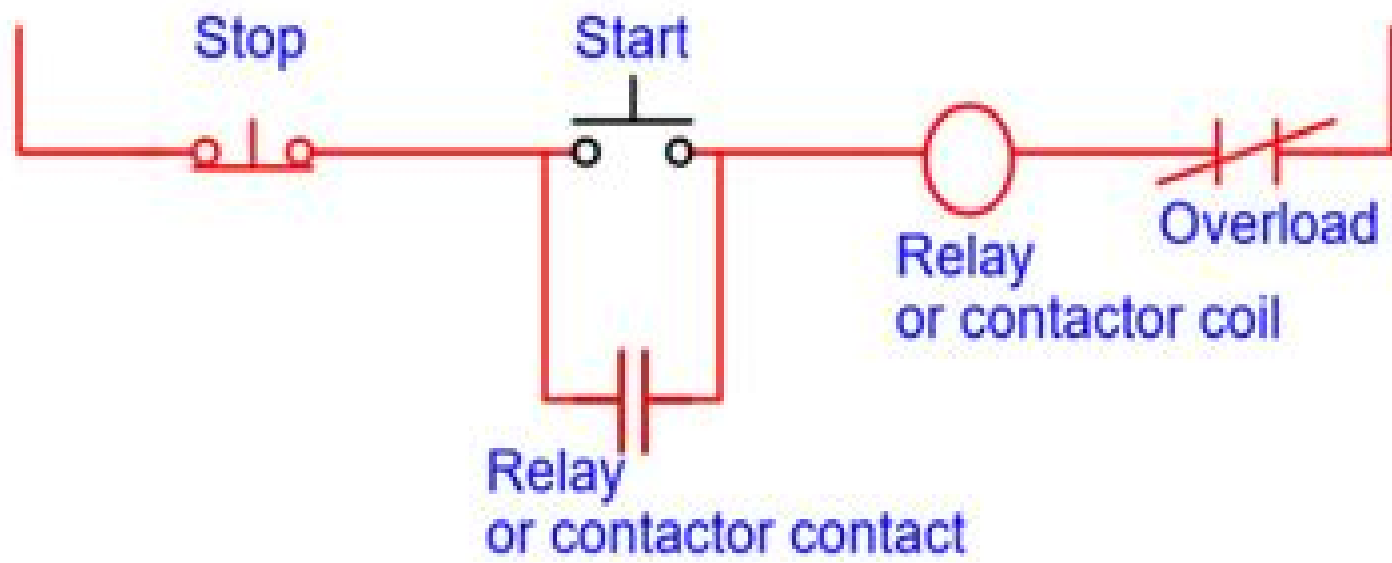 Stop
Start
Overload
Relay
or contactor coil
Relay
or contactor contact